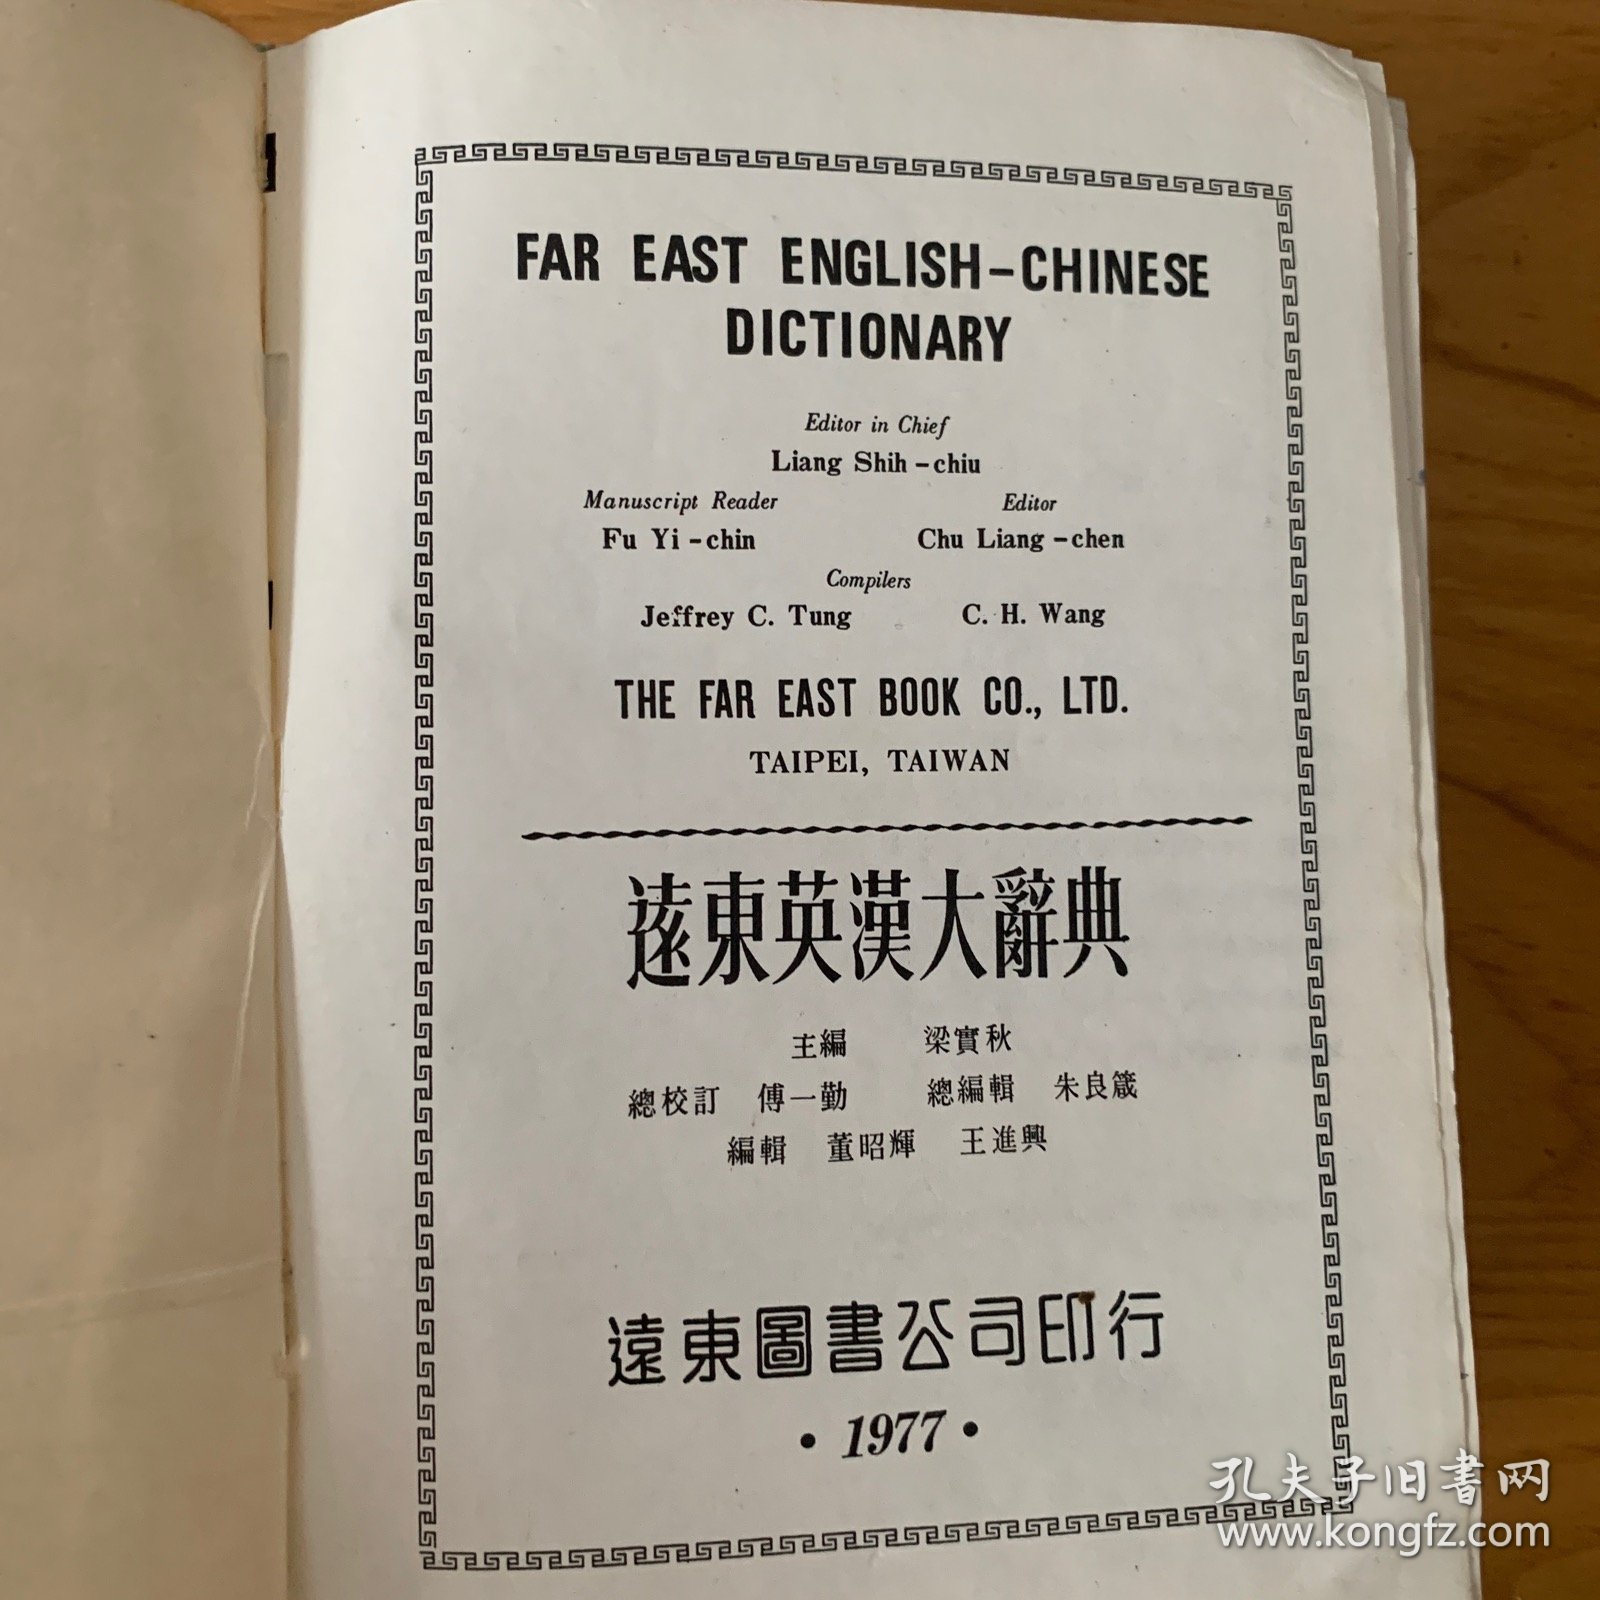 FAR EAST ENGLISH-CHINESE
DICTIONARY
Editor in Chief
Liang Shih-chiu
Manuscript Reader Editor
Fu Yi-chin Chu Liang-chen
Compilers
Jeffrey C. Tung C. H. Wang
THE FAR EAST BOOK CO., LTD.
TAIPEI, TAIWAN
遠東英漢大辭典
主編 梁實秋
總校訂 傅一勤 總編輯 朱良箴
編輯 董昭輝 王進興
遠東圖書公司印行
• 1977 •
孔夫子旧书网
www.kongfz.com